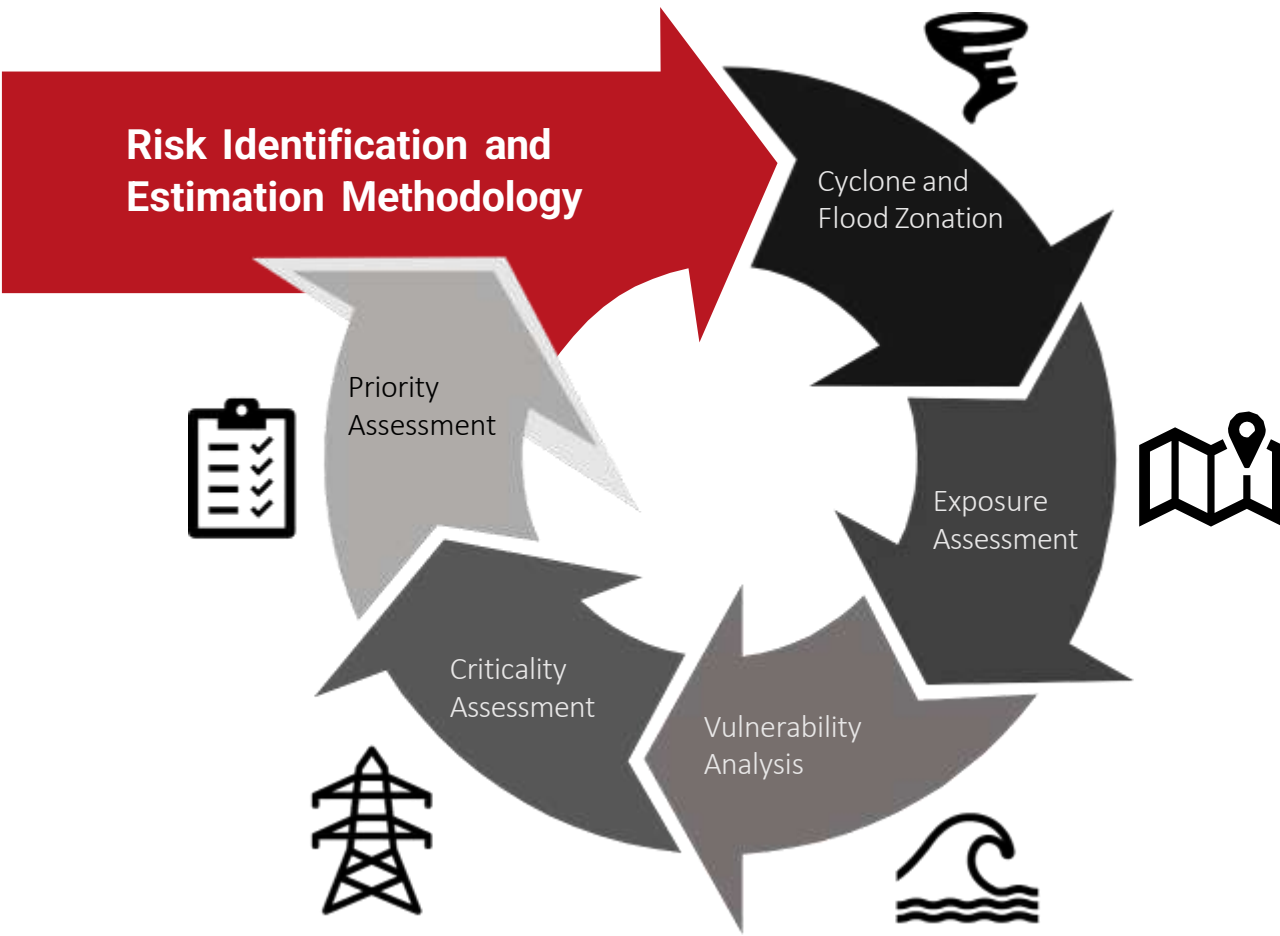 Risk Identification and
Estimation Methodology
Cyclone and
Flood Zonation
Exposure
Assessment
Vulnerability
Analysis
Criticality
Assessment
Priority
Assessment